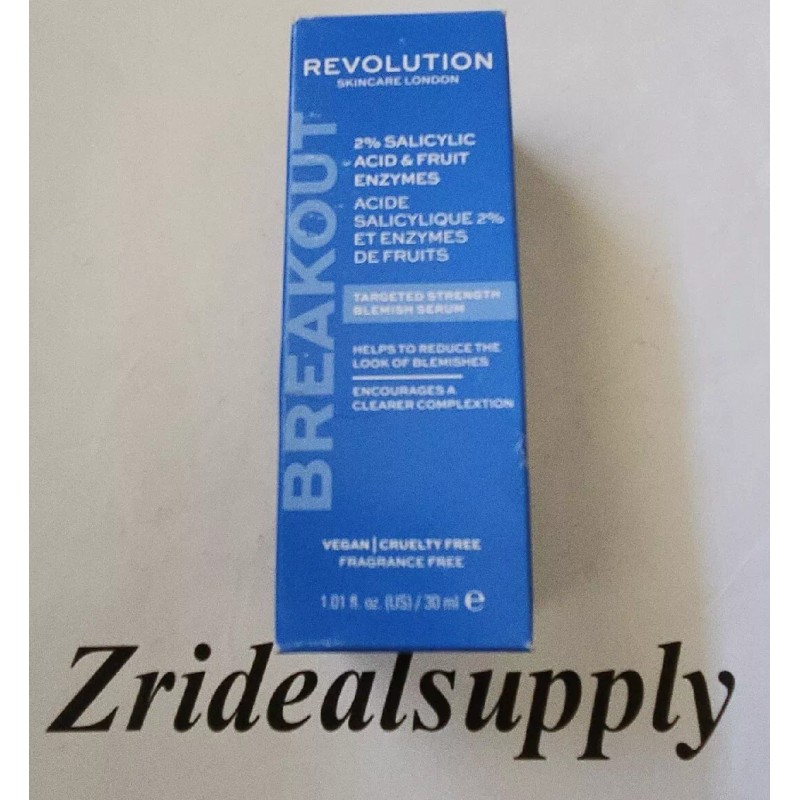 REVOLUTION
SKINCARE LONDON
BREAKOUT
2% SALICYLIC
ACID & FRUIT
ENZYMES
ACIDE
SALICYLIQUE 2%
ET ENZYMES
DE FRUITS
TARGETED STRENGTH
BLEMISH SERUM
HELPS TO REDUCE THE
LOOK OF BLEMISHES
ENCOURAGES A
CLEARER COMPLEXTION
VEGAN | CRUELTY FREE
FRAGRANCE FREE
1.01 fl. oz. (US) / 30 ml e
Zridealsupply